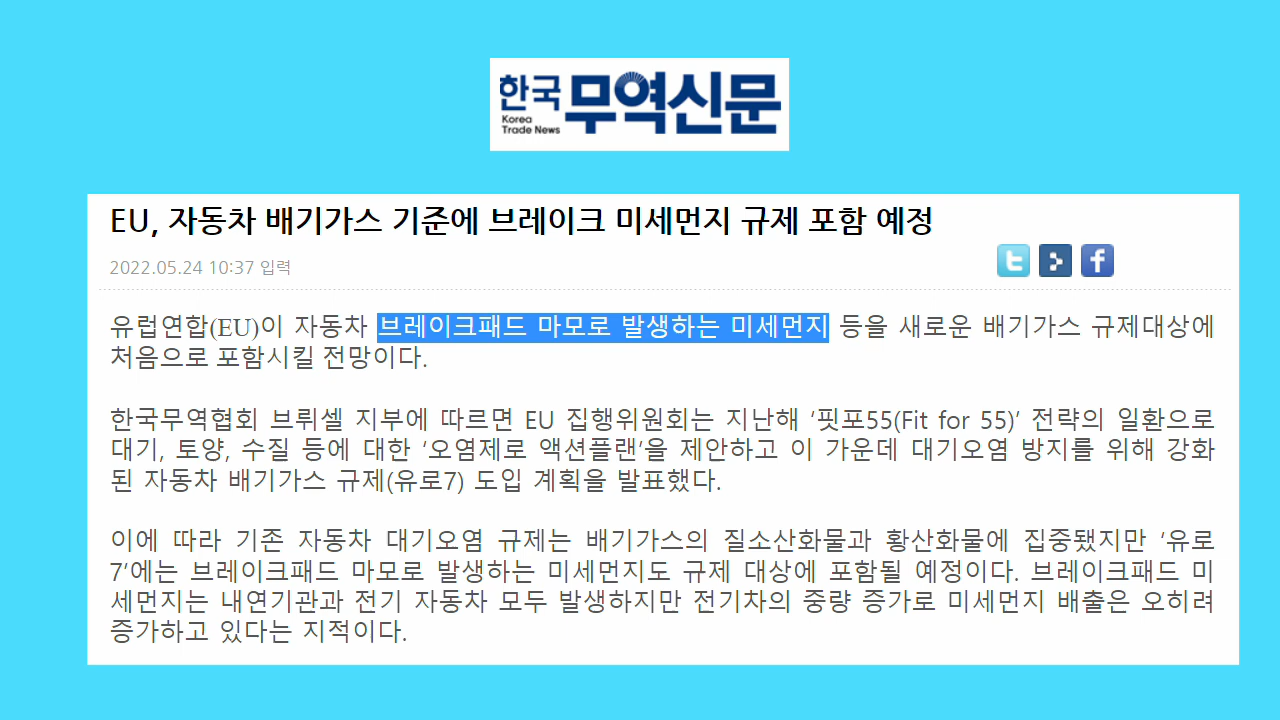 한국 무역신문
Korea
Trade News
EU, 자동차 배기가스 기준에 브레이크 미세먼지 규제 포함 예정
2022.05.24 10:37 입력
유럽연합(EU)이 자동차 브레이크패드 마모로 발생하는 미세먼지 등을 새로운 배기가스 규제대상에
처음으로 포함시킬 전망이다.
한국무역협회 브뤼셀 지부에 따르면 EU 집행위원회는 지난해 ‘핏포55(Fit for 55)’ 전략의 일환으로
대기, 토양, 수질 등에 대한 ‘오염제로 액션플랜’을 제안하고 이 가운데 대기오염 방지를 위해 강화
된 자동차 배기가스 규제(유로7) 도입 계획을 발표했다.
이에 따라 기존 자동차 대기오염 규제는 배기가스의 질소산화물과 황산화물에 집중됐지만 ‘유로
7’에는 브레이크패드 마모로 발생하는 미세먼지도 규제 대상에 포함될 예정이다. 브레이크패드 미
세먼지는 내연기관과 전기 자동차 모두 발생하지만 전기차의 중량 증가로 미세먼지 배출은 오히려
증가하고 있다는 지적이다.